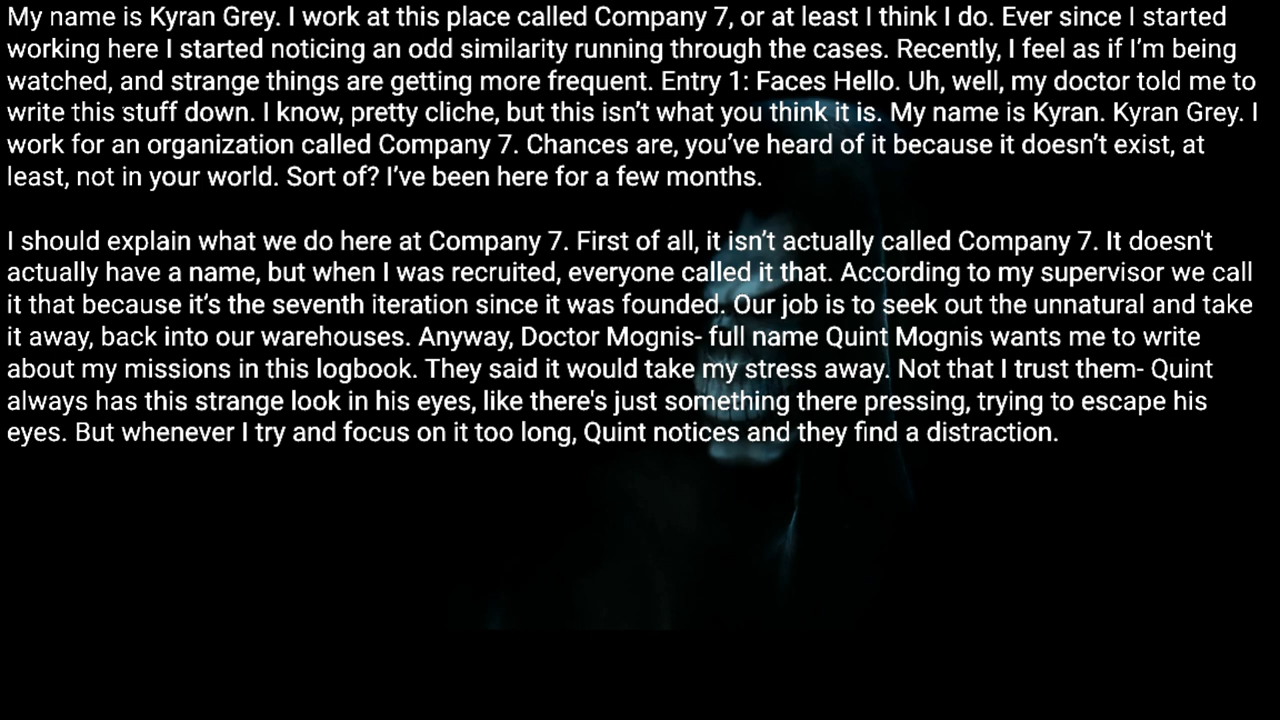 My name is Kyran Grey. I work at this place called Company 7, or at least I think I do. Ever since I started
working here I started noticing an odd similarity running through the cases. Recently, I feel as if I’m being
watched, and strange things are getting more frequent. Entry 1: Faces Hello. Uh, well, my doctor told me to
write this stuff down. I know, pretty cliche, but this isn’t what you think it is. My name is Kyran. Kyran Grey. I
work for an organization called Company 7. Chances are, you’ve heard of it because it doesn’t exist, at
least, not in your world. Sort of? I’ve been here for a few months.

I should explain what we do here at Company 7. First of all, it isn’t actually called Company 7. It doesn't
actually have a name, but when I was recruited, everyone called it that. According to my supervisor we call
it that because it’s the seventh iteration since it was founded. Our job is to seek out the unnatural and take
it away, back into our warehouses. Anyway, Doctor Mognis- full name Quint Mognis wants me to write
about my missions in this logbook. They said it would take my stress away. Not that I trust them- Quint
always has this strange look in his eyes, like there's just something there pressing, trying to escape his
eyes. But whenever I try and focus on it too long, Quint notices and they find a distraction.